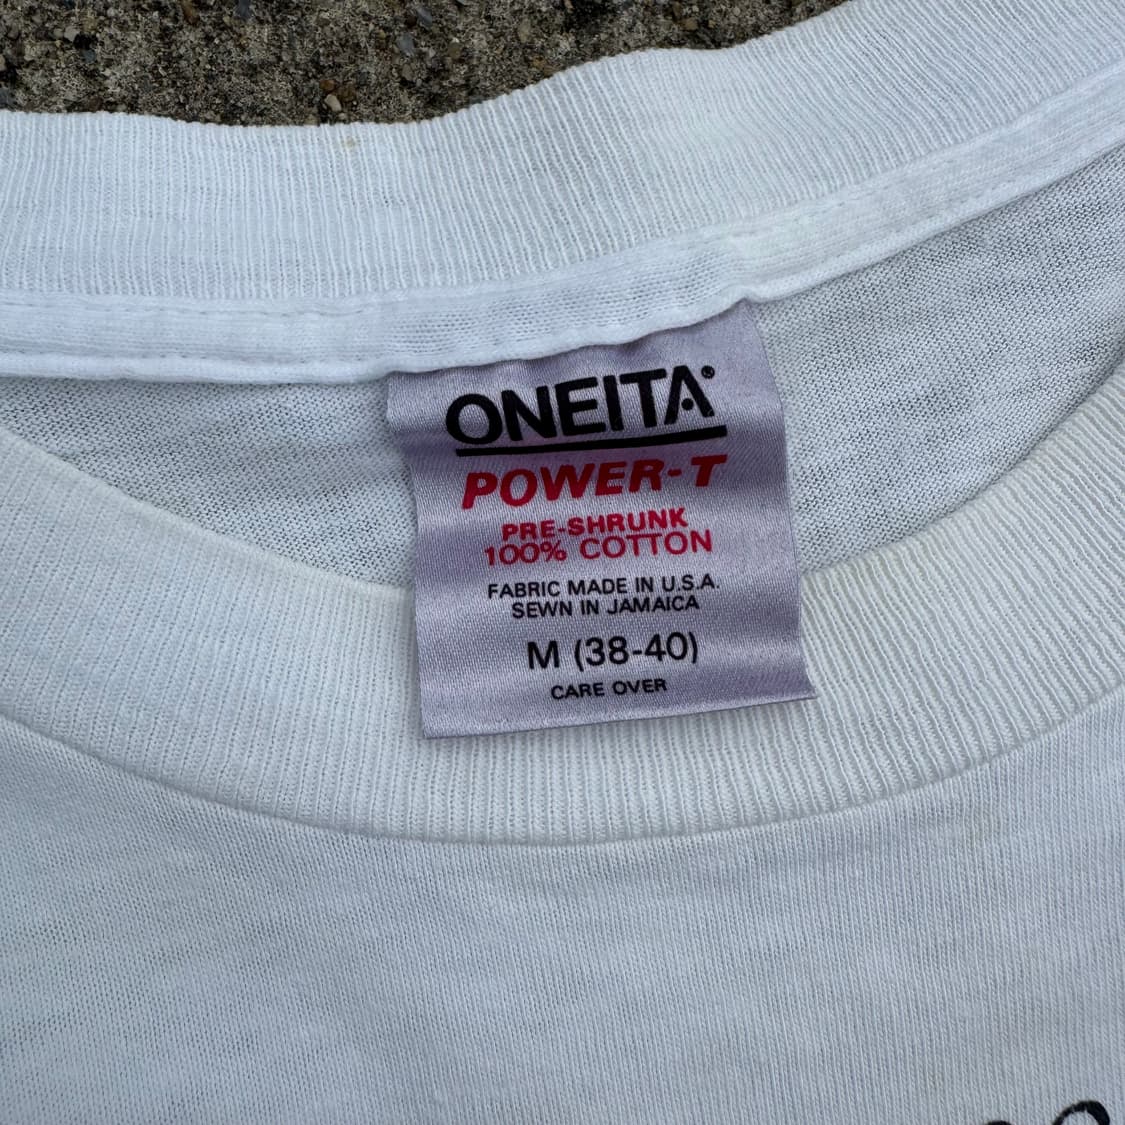 ONEITA®
POWER-T
PRE-SHRUNK
100% COTTON
FABRIC MADE IN U.S.A.
SEWN IN JAMAICA
M (38-40)
CARE OVER